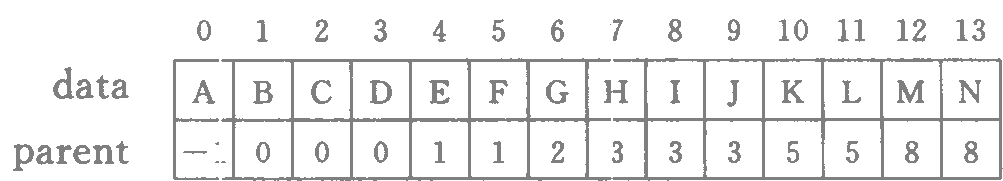 0 1 2 3 4 5 6 7 8 9 10 11 12 13
data A B C D E F G H I J K L M N
parent -1 0 0 0 1 1 2 3 3 3 5 5 8 8